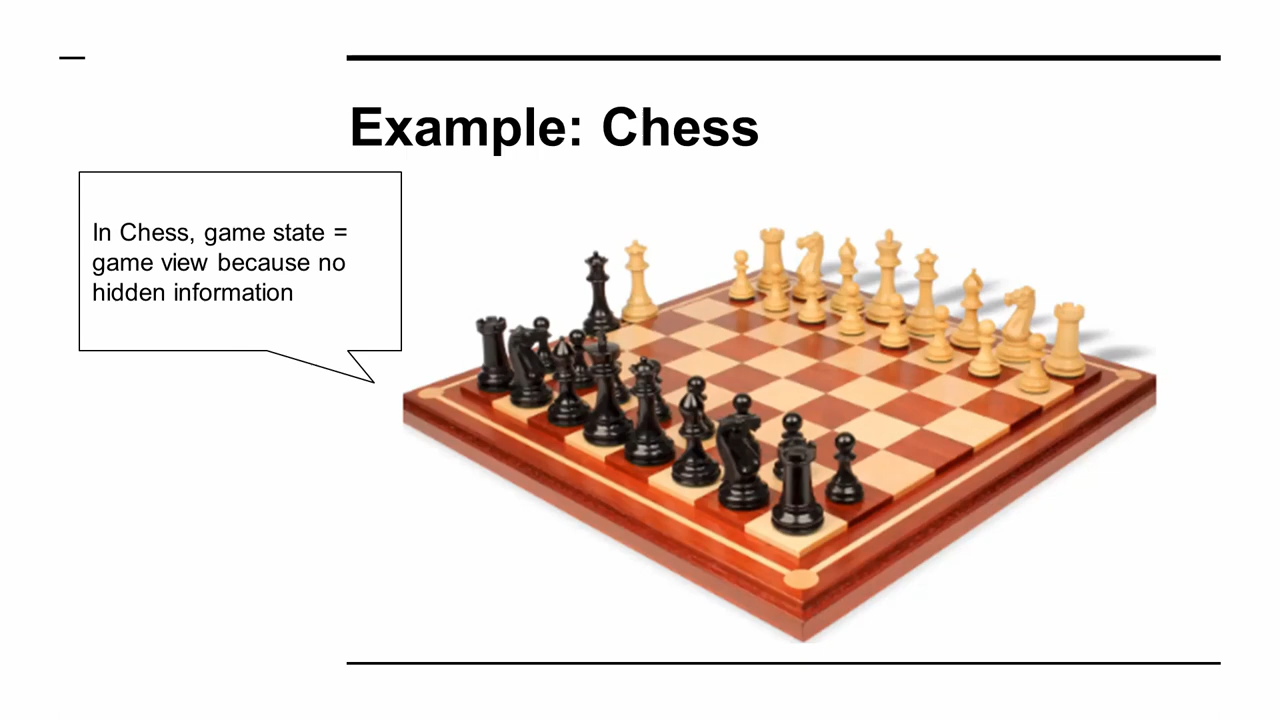 Example: Chess
In Chess, game state =
game view because no
hidden information